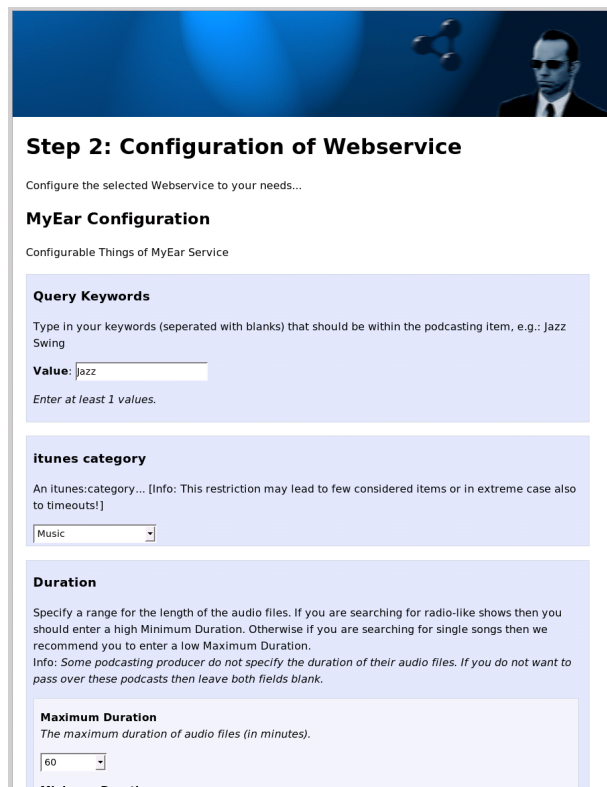 Step 2: Configuration of Webservice
Configure the selected Webservice to your needs...
MyEar Configuration
Configurable Things of MyEar Service
Query Keywords
Type in your keywords (seperated with blanks) that should be within the podcasting item, e.g.: Jazz
Swing
Value: Jazz
Enter at least 1 values.
itunes category
An itunes:category... [Info: This restriction may lead to few considered items or in extreme case also
to timeouts!]
Music
Duration
Specify a range for the length of the audio files. If you are searching for radio-like shows then you
should enter a high Minimum Duration. Otherwise if you are searching for single songs then we
recommend you to enter a low Maximum Duration.
Info: Some podcasting producer do not specify the duration of their audio files. If you do not want to
pass over these podcasts then leave both fields blank.
Maximum Duration
The maximum duration of audio files (in minutes).
60